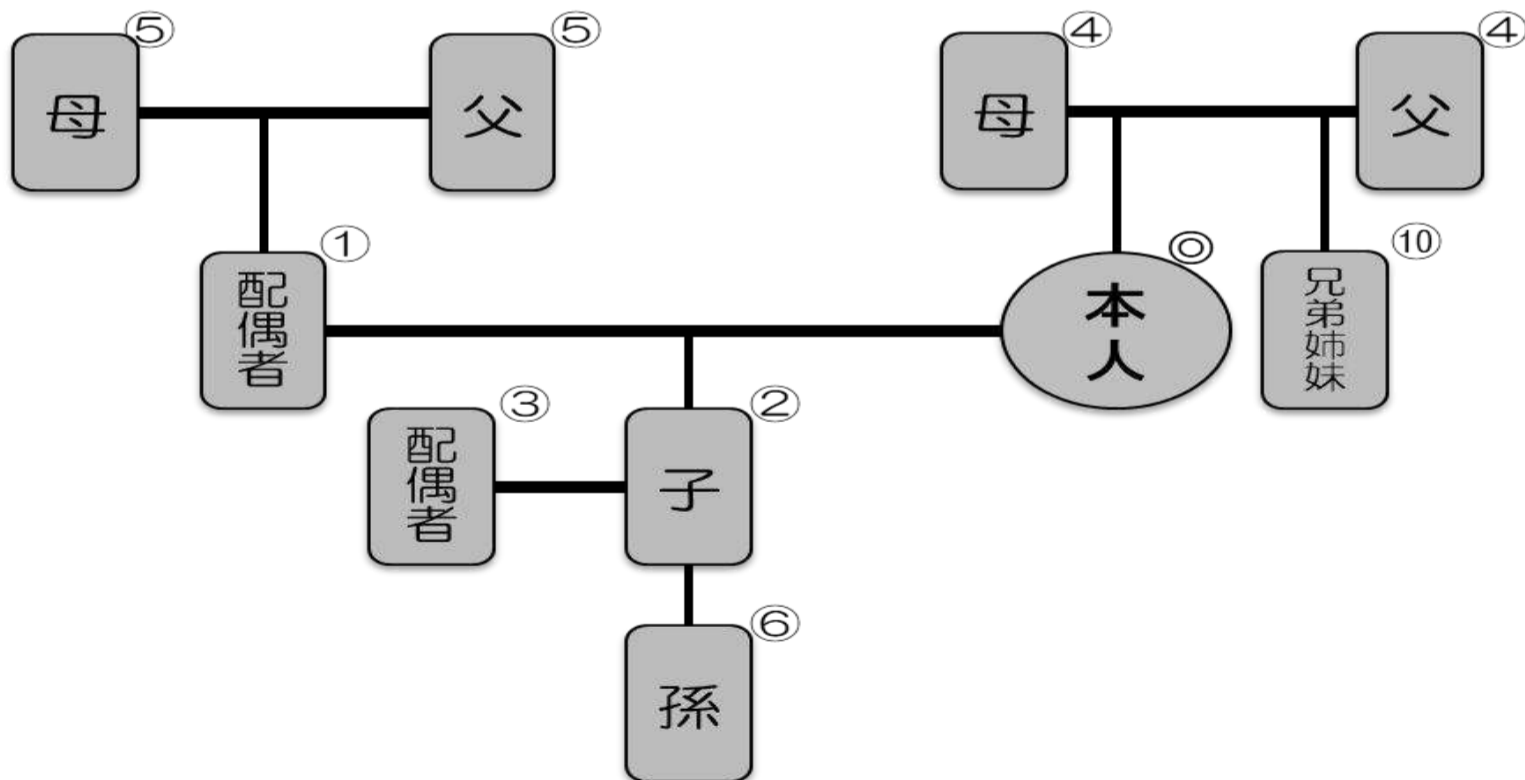 ⑤
母
⑤
父
④
母
④
父
①
配偶者
◎
本人
⑩
兄弟姉妹
③
配偶者
②
子
⑥
孫